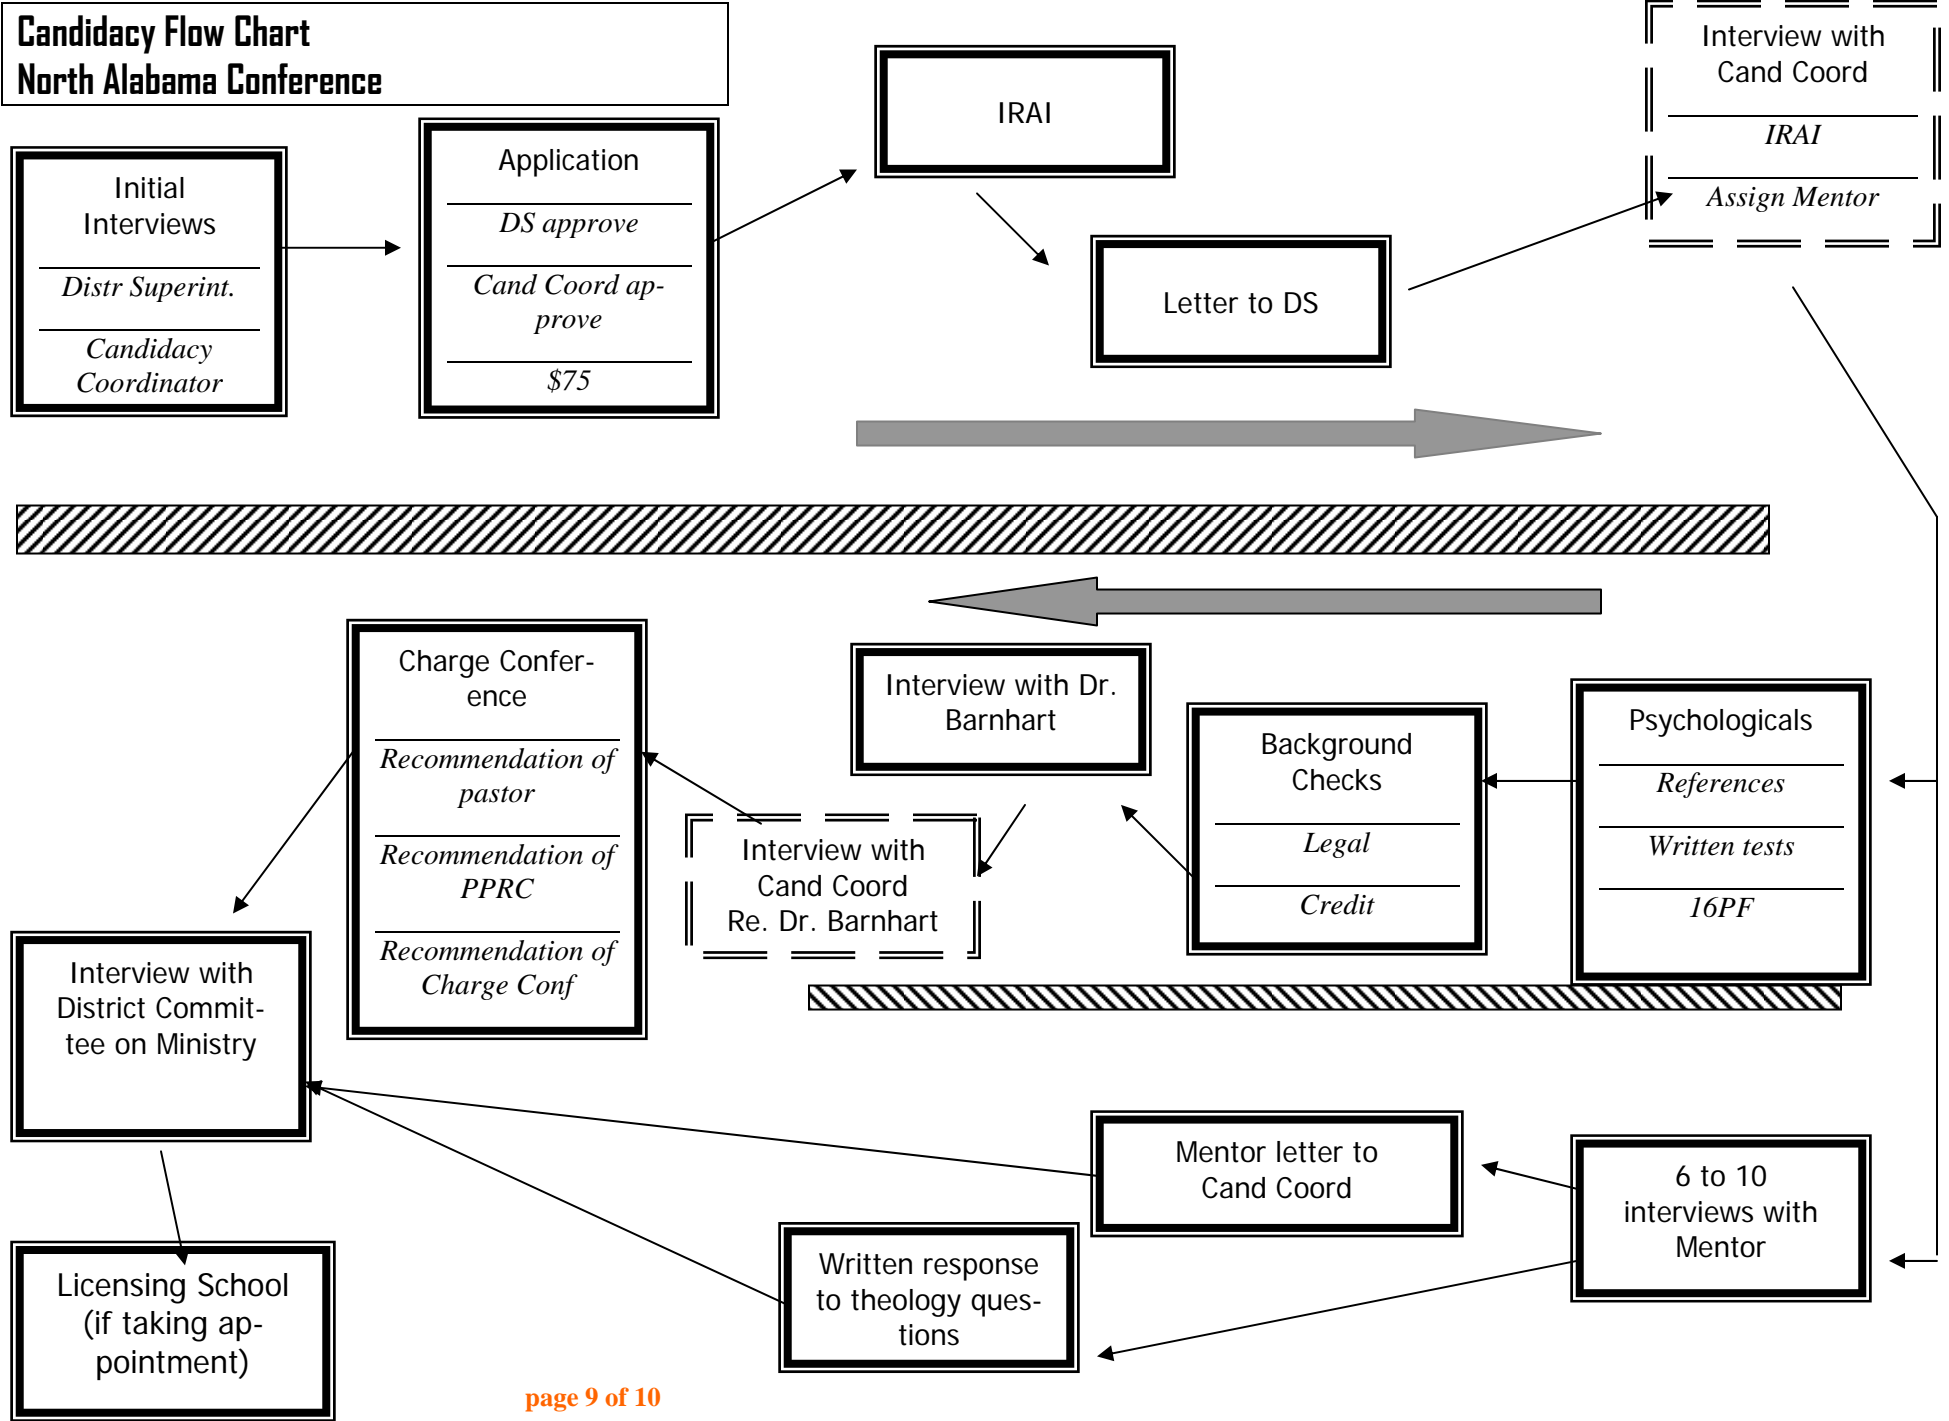 Candidacy Flow Chart
North Alabama Conference
Initial
Interviews
Distr Superint.
Candidacy
Coordinator
Application
DS approve
Cand Coord ap-
prove
$75
IRAI
Letter to DS
Interview with
Cand Coord
IRAI
Assign Mentor
Psychologicals
References
Written tests
16PF
Background
Checks
Legal
Credit
Interview with Dr.
Barnhart
Interview with
Cand Coord
Re. Dr. Barnhart
Charge Confer-
ence
Recommendation of
pastor
Recommendation of
PPRC
Recommendation of
Charge Conf
Interview with
District Commit-
tee on Ministry
6 to 10
interviews with
Mentor
Mentor letter to
Cand Coord
Written response
to theology ques-
tions
Licensing School
(if taking ap-
pointment)
page 9 of 10